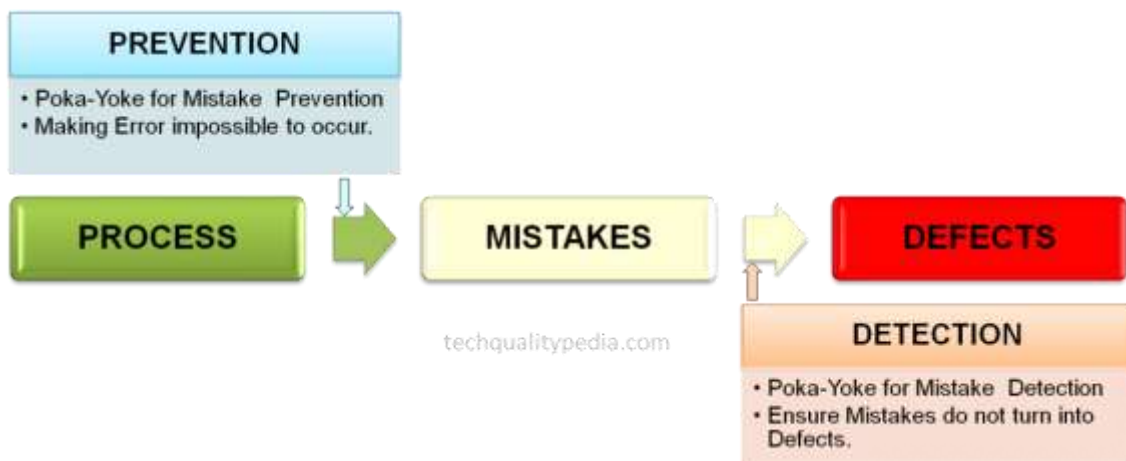 PREVENTION
• Poka-Yoke for Mistake Prevention
• Making Error impossible to occur.
PROCESS
MISTAKES
DEFECTS
techqualitypedia.com
DETECTION
• Poka-Yoke for Mistake Detection
• Ensure Mistakes do not turn into
Defects.